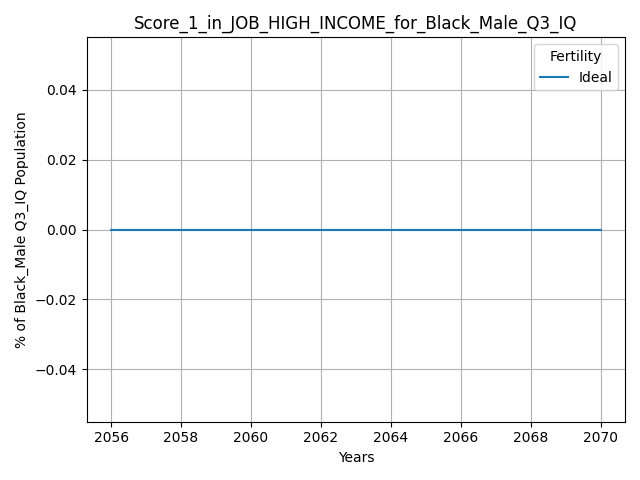 Score_1_in_JOB_HIGH_INCOME_for_Black_Male_Q3_IQ
Fertility
Ideal
% of Black_Male Q3_IQ Population
0.04
0.02
0.00
−0.02
−0.04
2056 2058 2060 2062 2064 2066 2068 2070
Years